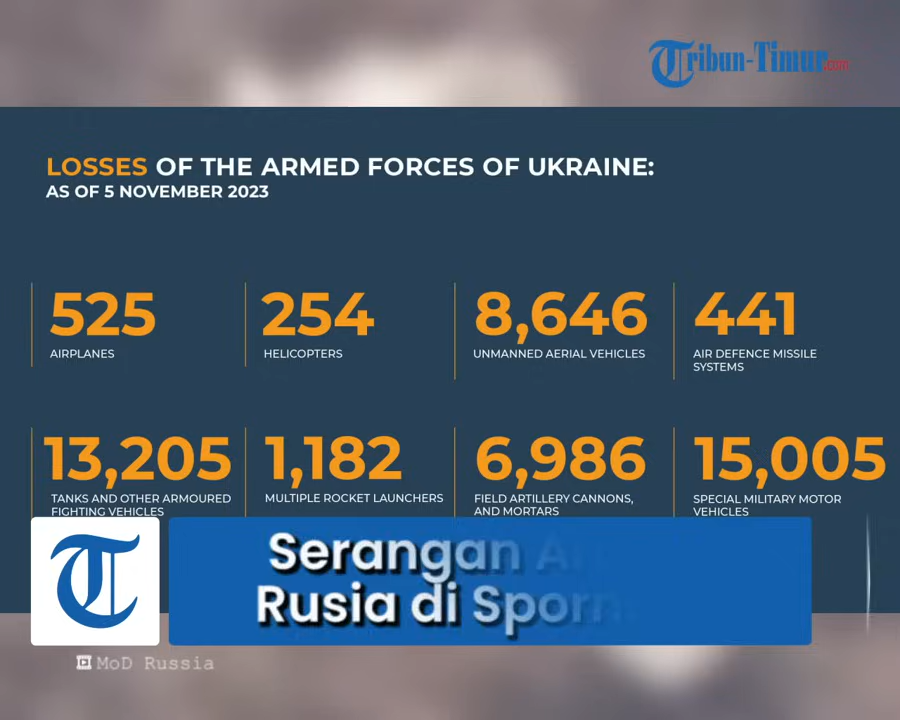 Tribun-Timur.com
LOSSES OF THE ARMED FORCES OF UKRAINE:
AS OF 5 NOVEMBER 2023
525
AIRPLANES
254
HELICOPTERS
8,646
UNMANNED AERIAL VEHICLES
441
AIR DEFENCE MISSILE
SYSTEMS
13,205
TANKS AND OTHER ARMOURED
FIGHTING VEHICLES
1,182
MULTIPLE ROCKET LAUNCHERS
6,986
FIELD ARTILLERY CANNONS,
AND MORTARS
15,005
SPECIAL MILITARY MOTOR
VEHICLES
T
Serangan
Rusia di
MoD Russia